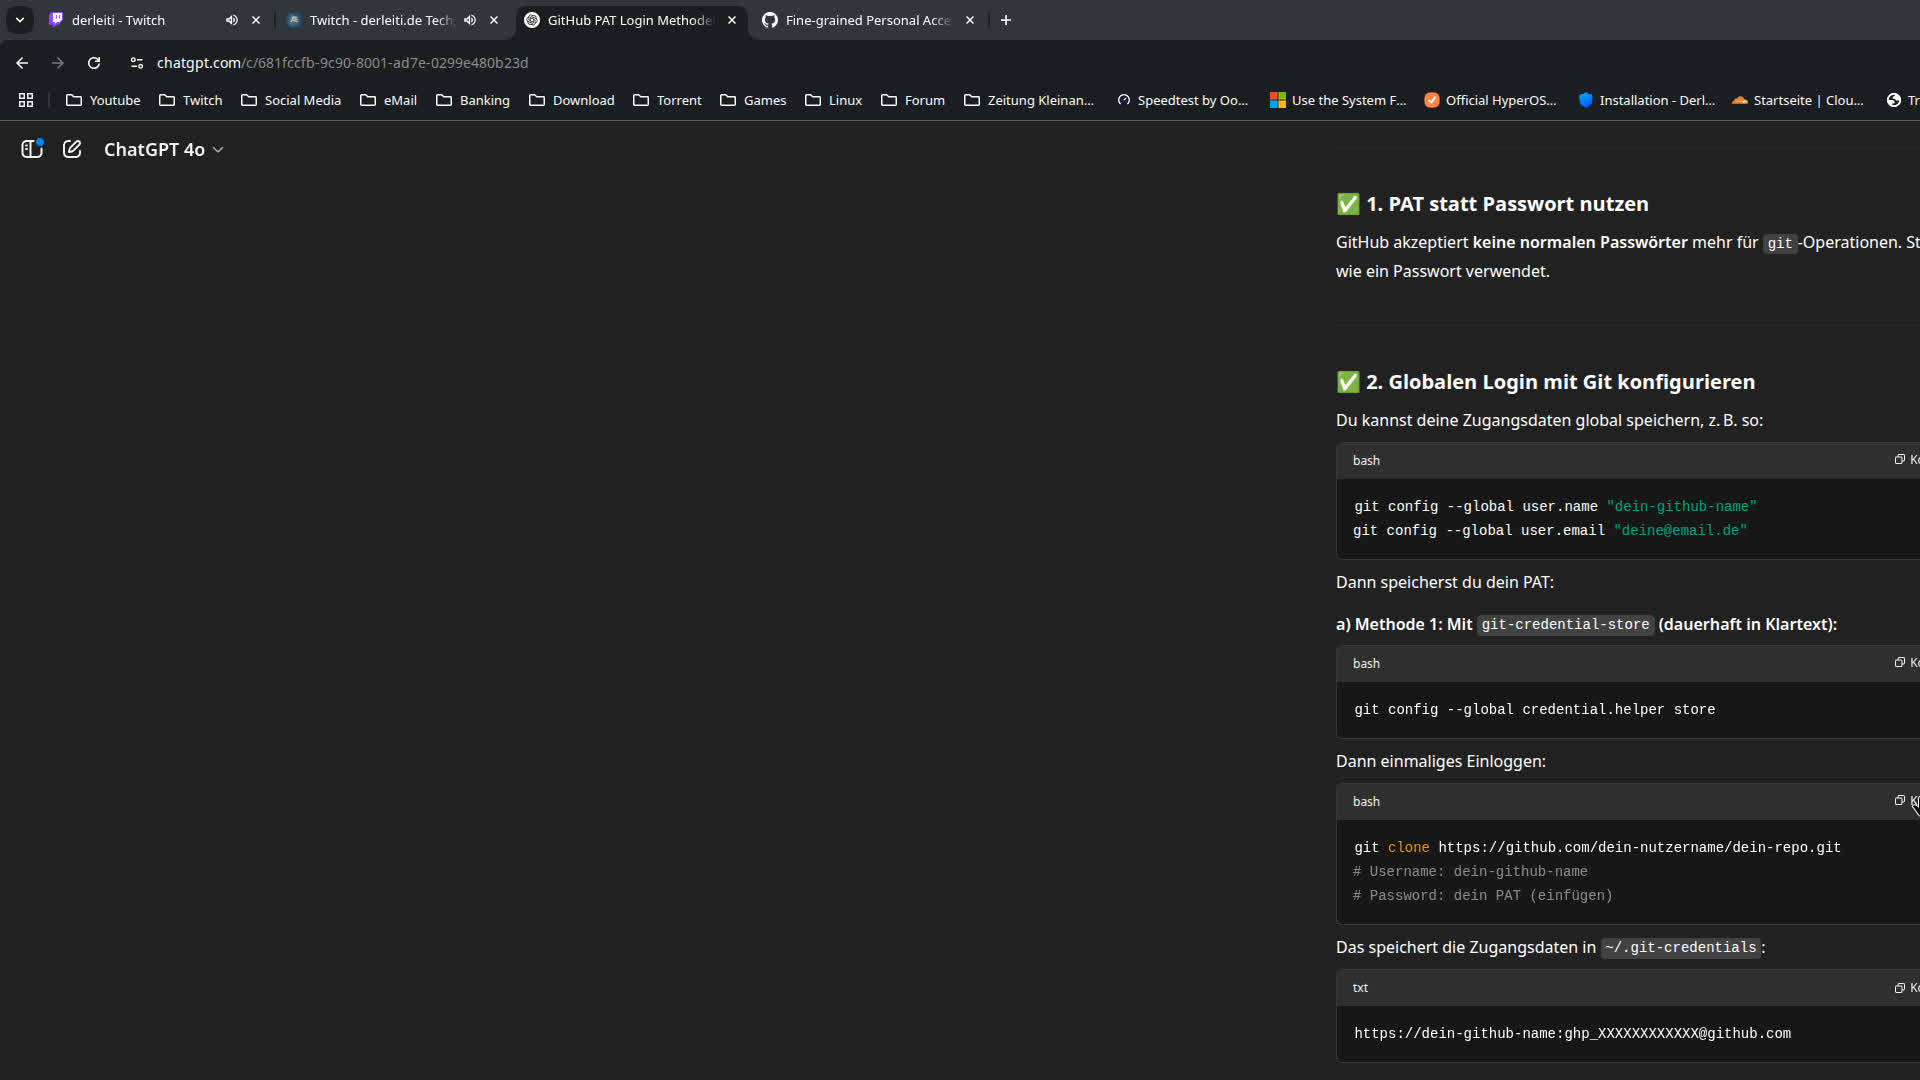 derleiti - Twitch
Twitch - derleiti.de Tech
GitHub PAT Login Methode
Fine-grained Personal Acce
chatgpt.com/c/681fccfb-9c90-8001-ad7e-0299e480b23d
Youtube
Twitch
Social Media
eMail
Banking
Download
Torrent
Games
Linux
Forum
Zeitung Kleinan...
Speedtest by Oo...
Use the System F...
Official HyperOS...
Installation - Derl...
Startseite | Clou...
Tr
ChatGPT 4o
✅ 1. PAT statt Passwort nutzen
GitHub akzeptiert keine normalen Passwörter mehr für git-Operationen. St
wie ein Passwort verwendet.
✅ 2. Globalen Login mit Git konfigurieren
Du kannst deine Zugangsdaten global speichern, z. B. so:
bash
Ko
git config --global user.name "dein-github-name"
git config --global user.email "deine@email.de"
Dann speicherst du dein PAT:
a) Methode 1: Mit git-credential-store (dauerhaft in Klartext):
bash
Ko
git config --global credential.helper store
Dann einmaliges Einloggen:
bash
git clone https://github.com/dein-nutzername/dein-repo.git
# Username: dein-github-name
# Password: dein PAT (einfügen)
Das speichert die Zugangsdaten in ~/.git-credentials:
txt
Ko
https://dein-github-name:ghp_XXXXXXXXXXXX@github.com